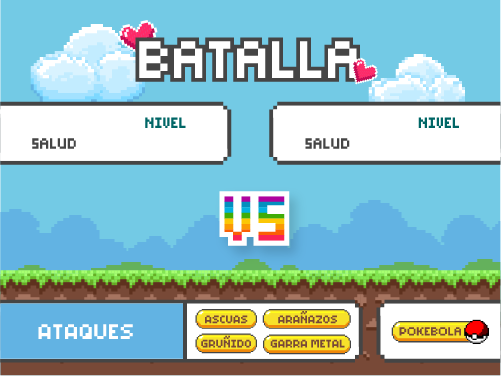 BATALLA
NIVEL
SALUD
NIVEL
SALUD
VS
ATAQUES
ASCUAS
ARAÑAZOS
GRUÑIDO
GARRA METAL
POKEBOLA